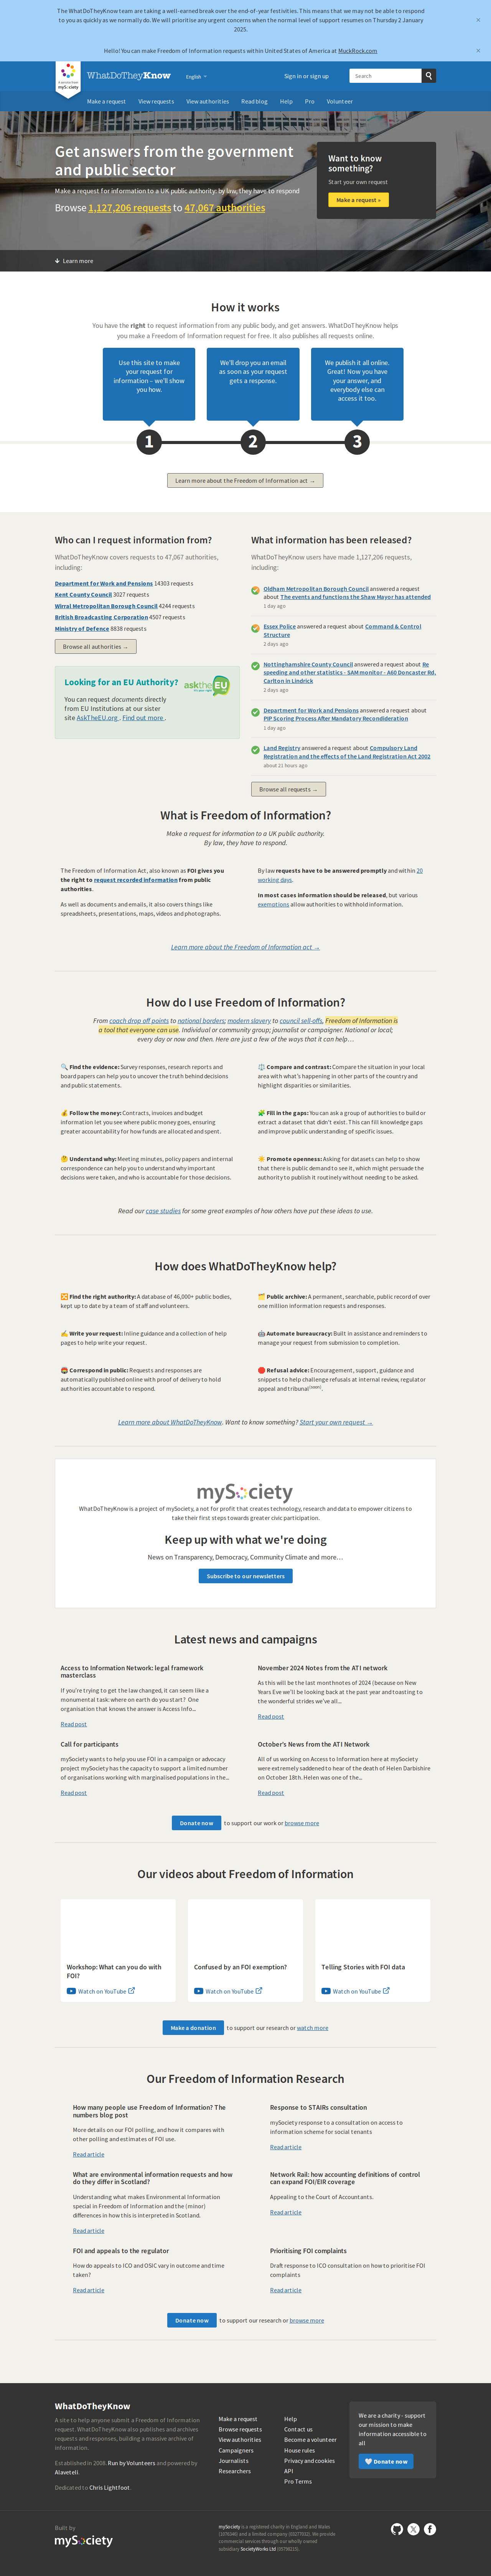 The WhatDoTheyKnow team are taking a well-earned break over the end-of-year festivities. This means that we may not be able to respond
to you as quickly as we normally do. We will prioritise any urgent concerns when the normal level of support resumes on Thursday 2 January
2025.
×
Hello! You can make Freedom of Information requests within United States of America at MuckRock.com
×
mySociety
WhatDoTheyKnow
English
Sign in or sign up
Search
Make a request
View requests
View authorities
Read blog
Help
Pro
Volunteer
Get answers from the government
and public sector
Make a request for information to a UK public authority: by law, they have to respond
Browse 1,127,206 requests to 47,067 authorities
Want to know
something?
Start your own request
Make a request »
Learn more
How it works
You have the right to request information from any public body, and get answers. WhatDoTheyKnow helps
you make a Freedom of Information request for free. It also publishes all requests online.
Use this site to make
your request for
information – we'll show
you how.
We'll drop you an email
as soon as your request
gets a response.
We publish it all online.
Great! Now you have
your answer, and
everybody else can
access it too.
1
2
3
Learn more about the Freedom of Information act →
Who can I request information from?
WhatDoTheyKnow covers requests to 47,067 authorities,
including:
Department for Work and Pensions 14303 requests
Kent County Council 3027 requests
Wirral Metropolitan Borough Council 4244 requests
British Broadcasting Corporation 4507 requests
Ministry of Defence 8838 requests
Browse all authorities →
Looking for an EU Authority?
You can request documents directly
from EU Institutions at our sister
site AskTheEU.org . Find out more .
asktheEU
What information has been released?
WhatDoTheyKnow users have made 1,127,206 requests,
including:
Oldham Metropolitan Borough Council answered a request
about The events and functions the Shaw Mayor has attended
1 day ago
Essex Police answered a request about Command & Control
Structure
2 days ago
Nottinghamshire County Council answered a request about Re
speeding and other statistics - SAM monitor - A60 Doncaster Rd,
Carlton in Lindrick
2 days ago
Department for Work and Pensions answered a request about
PIP Scoring Process After Mandatory Recondideration
1 day ago
Land Registry answered a request about Compulsory Land
Registration and the effects of the Land Registration Act 2002
about 21 hours ago
Browse all requests →
What is Freedom of Information?
Make a request for information to a UK public authority.
By law, they have to respond.
The Freedom of Information Act, also known as FOI gives you
the right to request recorded information from public
authorities.
As well as documents and emails, it also covers things like
spreadsheets, presentations, maps, videos and photographs.
By law requests have to be answered promptly and within 20
working days.
In most cases information should be released, but various
exemptions allow authorities to withhold information.
Learn more about the Freedom of Information act →
How do I use Freedom of Information?
From coach drop off points to national borders; modern slavery to council sell-offs, Freedom of Information is
a tool that everyone can use. Individual or community group; journalist or campaigner. National or local;
every day or now and then. Here are just a few of the ways that it can help…
🔍 Find the evidence: Survey responses, research reports and
board papers can help you to uncover the truth behind decisions
and public statements.
⚖️ Compare and contrast: Compare the situation in your local
area with what's happening in other parts of the country and
highlight disparities or similarities.
💰 Follow the money: Contracts, invoices and budget
information let you see where public money goes, ensuring
greater accountability for how funds are allocated and spent.
🧩 Fill in the gaps: You can ask a group of authorities to build or
extract a dataset that didn't exist. This can fill knowledge gaps
and improve public understanding of specific issues.
🤔 Understand why: Meeting minutes, policy papers and internal
correspondence can help you to understand why important
decisions were taken, and who is accountable for those decisions.
☀️ Promote openness: Asking for datasets can help to show
that there is public demand to see it, which might persuade the
authority to publish it routinely without needing to be asked.
Read our case studies for some great examples of how others have put these ideas to use.
How does WhatDoTheyKnow help?
🔀 Find the right authority: A database of 46,000+ public bodies,
kept up to date by a team of staff and volunteers.
🗂️ Public archive: A permanent, searchable, public record of over
one million information requests and responses.
✍️ Write your request: Inline guidance and a collection of help
pages to help write your request.
🤖 Automate bureaucracy: Built in assistance and reminders to
manage your request from submission to completion.
📮 Correspond in public: Requests and responses are
automatically published online with proof of delivery to hold
authorities accountable to respond.
🛑 Refusal advice: Encouragement, support, guidance and
snippets to help challenge refusals at internal review, regulator
appeal and tribunal(soon).
Learn more about WhatDoTheyKnow. Want to know something? Start your own request →
mySociety
WhatDoTheyKnow is a project of mySociety, a not for profit that creates technology, research and data to empower citizens to
take their first steps towards greater civic participation.
Keep up with what we're doing
News on Transparency, Democracy, Community Climate and more…
Subscribe to our newsletters
Latest news and campaigns
Access to Information Network: legal framework
masterclass
If you're trying to get the law changed, it can seem like a
monumental task: where on earth do you start? One
organisation that knows the answer is Access Info...
Read post
November 2024 Notes from the ATI network
As this will be the last monthnotes of 2024 (because on New
Years Eve we'll be looking back at the past year and toasting to
the wonderful strides we've all...
Read post
Call for participants
mySociety wants to help you use FOI in a campaign or advocacy
project mySociety has the capacity to support a limited number
of organisations working with marginalised populations in the...
Read post
October's News from the ATI Network
All of us working on Access to Information here at mySociety
were extremely saddened to hear of the death of Helen Darbishire
on October 18th. Helen was one of the...
Read post
Donate now to support our work or browse more
Our videos about Freedom of Information
Workshop: What can you do with
FOI?
Watch on YouTube
Confused by an FOI exemption?
Watch on YouTube
Telling Stories with FOI data
Watch on YouTube
Make a donation to support our research or watch more
Our Freedom of Information Research
How many people use Freedom of Information? The
numbers blog post
More details on our FOI polling, and how it compares with
other polling and estimates of FOI use.
Read article
Response to STAIRs consultation
mySociety response to a consultation on access to
information scheme for social tenants
Read article
What are environmental information requests and how
do they differ in Scotland?
Understanding what makes Environmental Information
special in Freedom of Information and the (minor)
differences in how this is interpreted in Scotland.
Read article
Network Rail: how accounting definitions of control
can expand FOI/EIR coverage
Appealing to the Court of Accountants.
Read article
FOI and appeals to the regulator
How do appeals to ICO and OSIC vary in outcome and time
taken?
Read article
Prioritising FOI complaints
Draft response to ICO consultation on how to prioritise FOI
complaints
Read article
Donate now to support our research or browse more
WhatDoTheyKnow
A site to help anyone submit a Freedom of Information
request. WhatDoTheyKnow also publishes and archives
requests and responses, building a massive archive of
information.
Established in 2008. Run by Volunteers and powered by
Alaveteli.
Dedicated to Chris Lightfoot.
Make a request
Browse requests
View authorities
Campaigners
Journalists
Researchers
Help
Contact us
Become a volunteer
House rules
Privacy and cookies
API
Pro Terms
We are a charity - support
our mission to make
information accessible to
all
🤍 Donate now
Built by
mySociety
mySociety is a registered charity in England and Wales
(1076346) and a limited company (03277032). We provide
commercial services through our wholly owned
subsidiary SocietyWorks Ltd (05798215).